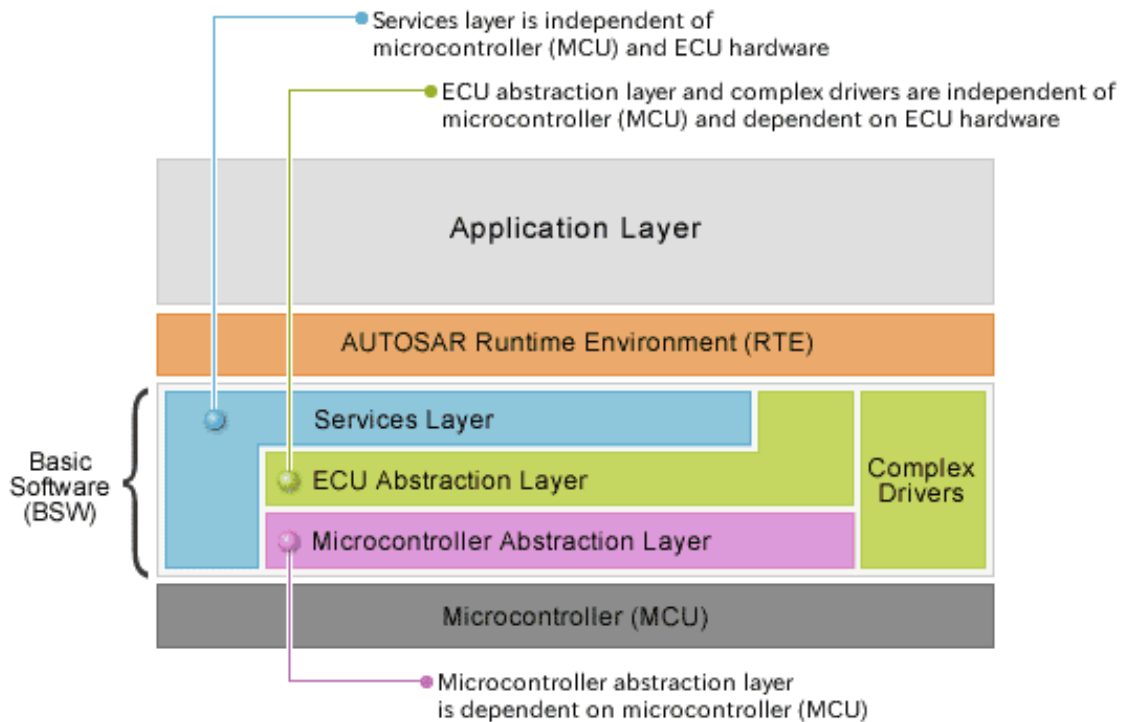 Services layer is independent of
microcontroller (MCU) and ECU hardware
ECU abstraction layer and complex drivers are independent of
microcontroller (MCU) and dependent on ECU hardware
Application Layer
AUTOSAR Runtime Environment (RTE)
Basic
Software
(BSW)
Services Layer
ECU Abstraction Layer
Microcontroller Abstraction Layer
Complex
Drivers
Microcontroller (MCU)
Microcontroller abstraction layer
is dependent on microcontroller (MCU)